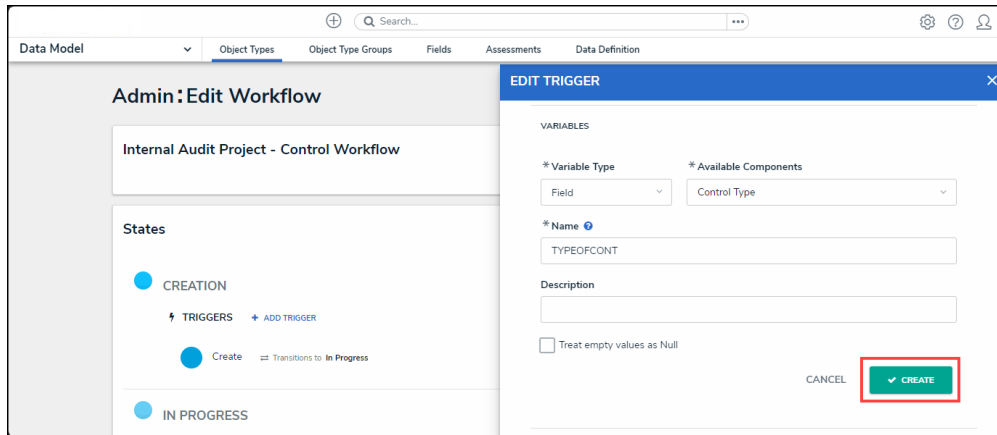 Search...
Data Model
Object Types
Object Type Groups
Fields
Assessments
Data Definition
Admin:Edit Workflow
Internal Audit Project - Control Workflow
States
CREATION
TRIGGERS + ADD TRIGGER
Create Transitions to In Progress
IN PROGRESS
EDIT TRIGGER
VARIABLES
*Variable Type *Available Components
Field Control Type
*Name ?
TYPEOFCONT
Description
Treat empty values as Null
CANCEL CREATE